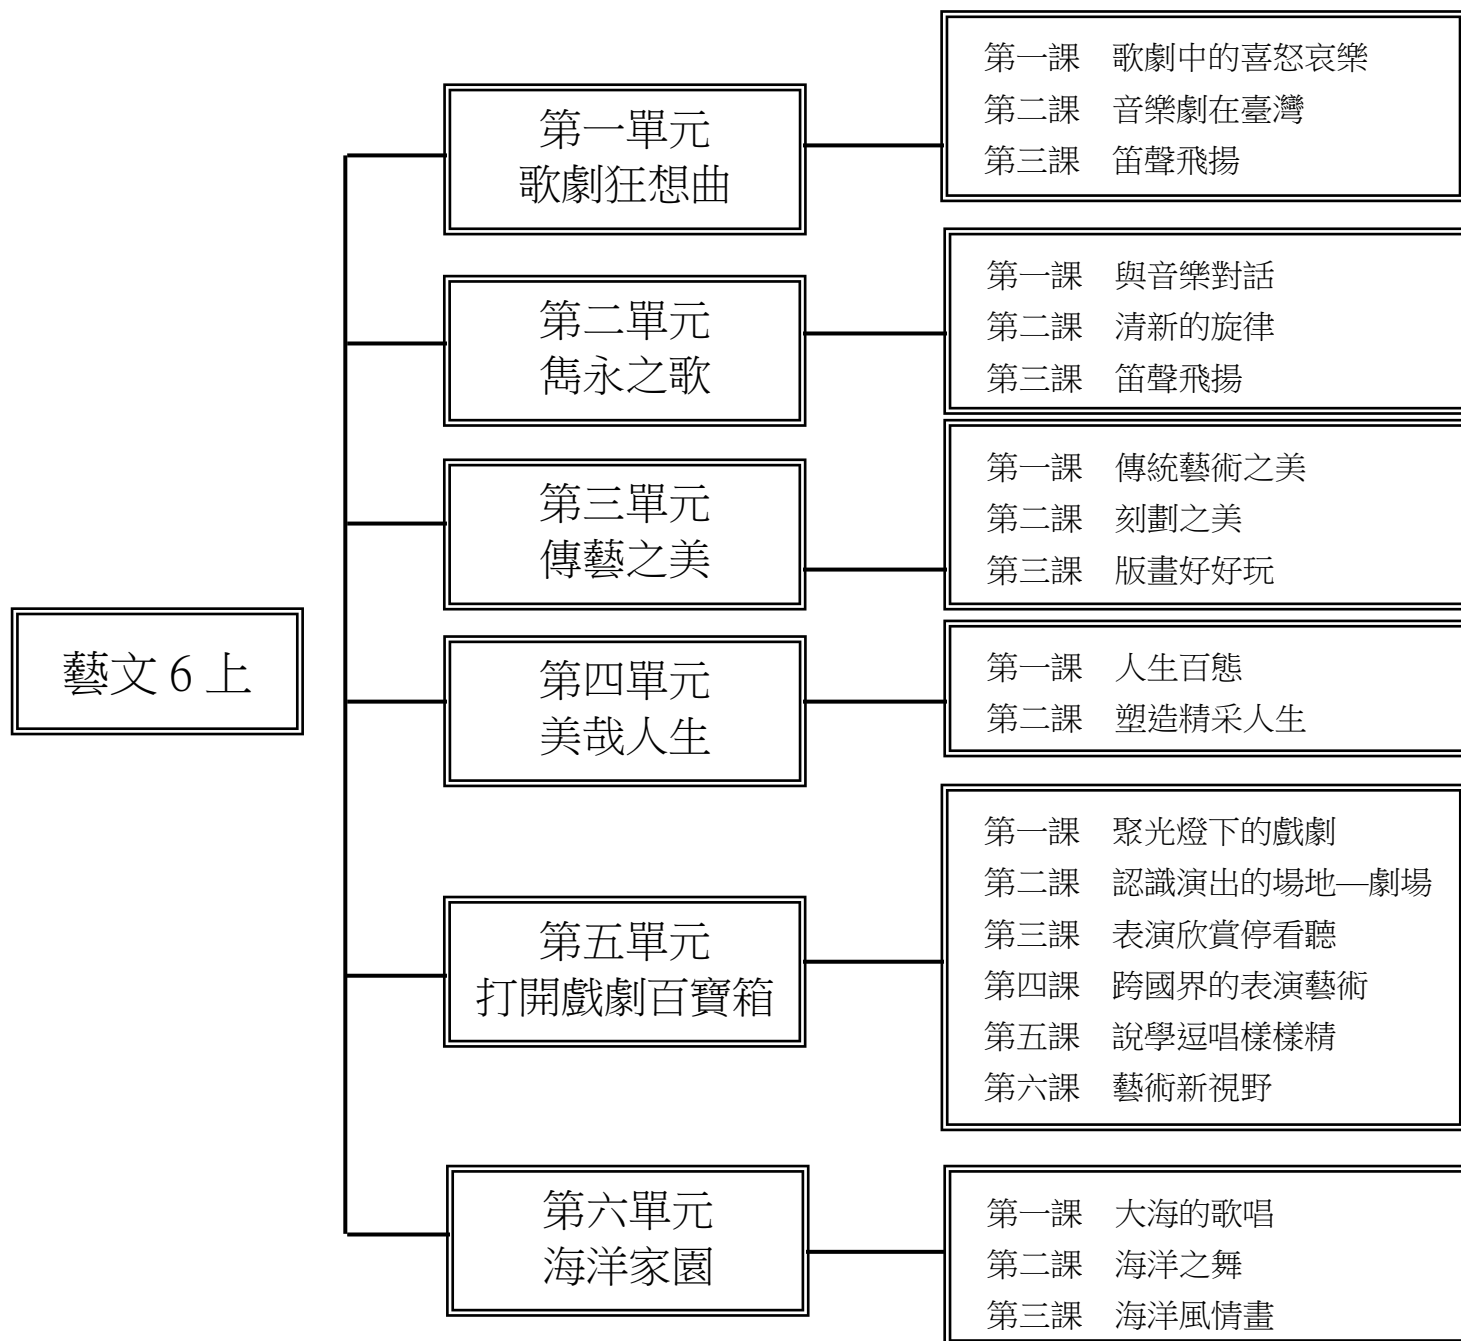 藝文6上
第一單元
歌劇狂想曲
第一課　歌劇中的喜怒哀樂
第二課　音樂劇在臺灣
第三課　笛聲飛揚
第二單元
雋永之歌
第一課　與音樂對話
第二課　清新的旋律
第三課　笛聲飛揚
第三單元
傳藝之美
第一課　傳統藝術之美
第二課　刻劃之美
第三課　版畫好好玩
第四單元
美哉人生
第一課　人生百態
第二課　塑造精采人生
第五單元
打開戲劇百寶箱
第一課　聚光燈下的戲劇
第二課　認識演出的場地—劇場
第三課　表演欣賞停看聽
第四課　跨國界的表演藝術
第五課　說學逗唱樣樣精
第六課　藝術新視野
第六單元
海洋家園
第一課　大海的歌唱
第二課　海洋之舞
第三課　海洋風情畫